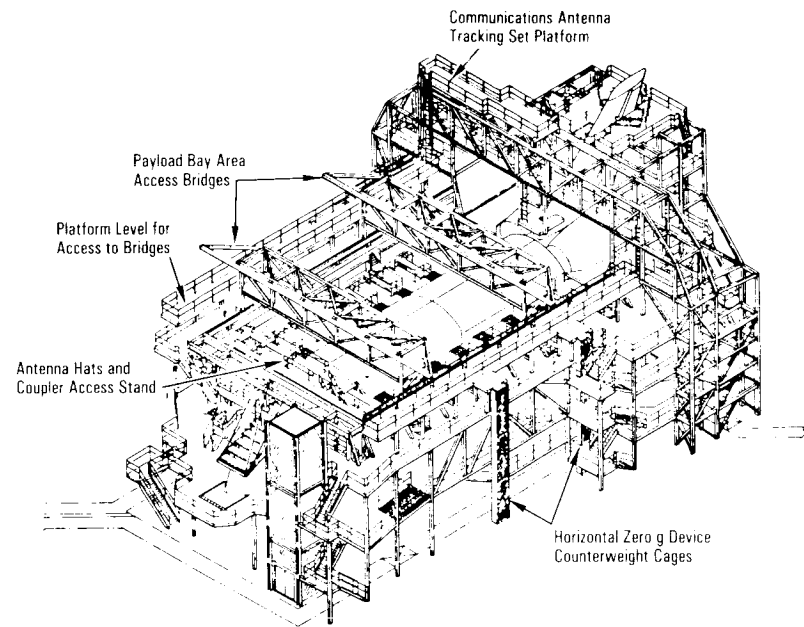 Communications Antenna
Tracking Set Platform
Payload Bay Area
Access Bridges
Platform Level for
Access to Bridges
Antenna Hats and
Coupler Access Stand
Horizontal Zero g Device
Counterweight Cages